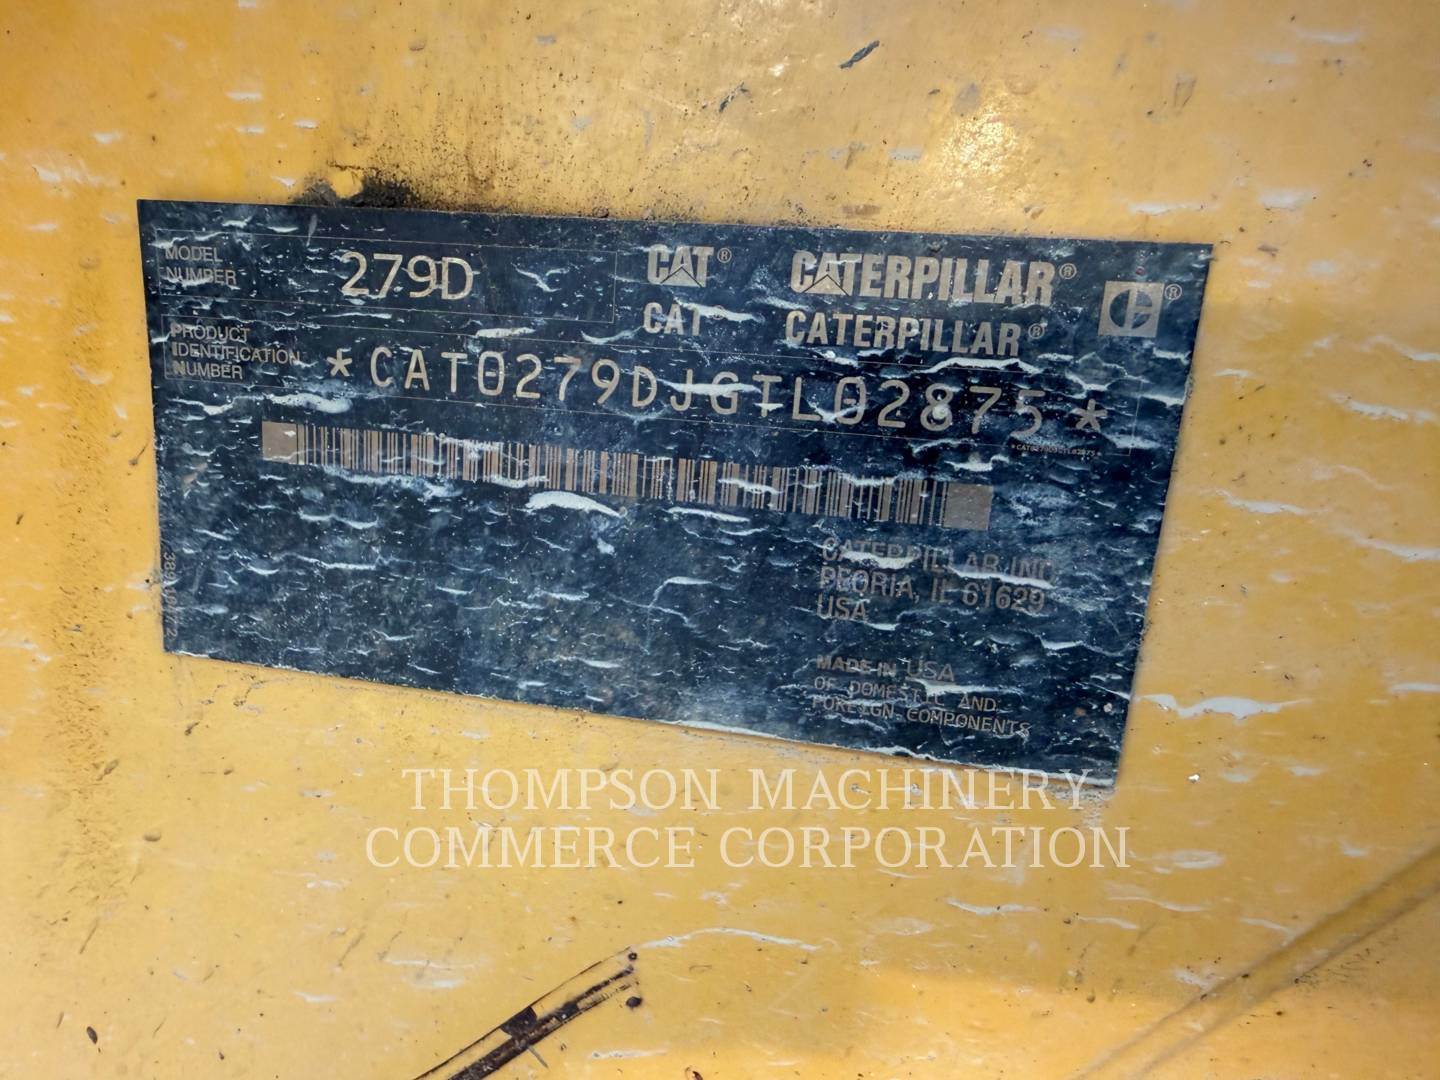 MODEL
NUMBER
279D
CAT® CATERPILLAR®
CAT CATERPILLAR®
PRODUCT
IDENTIFICATION
NUMBER
*CAT0279DJGTL02875*
CATERPILLAR INC.
PEORIA, IL 61629
USA
MADE IN USA
OF DOMESTIC AND
FOREIGN COMPONENTS
THOMPSON MACHINERY
COMMERCE CORPORATION